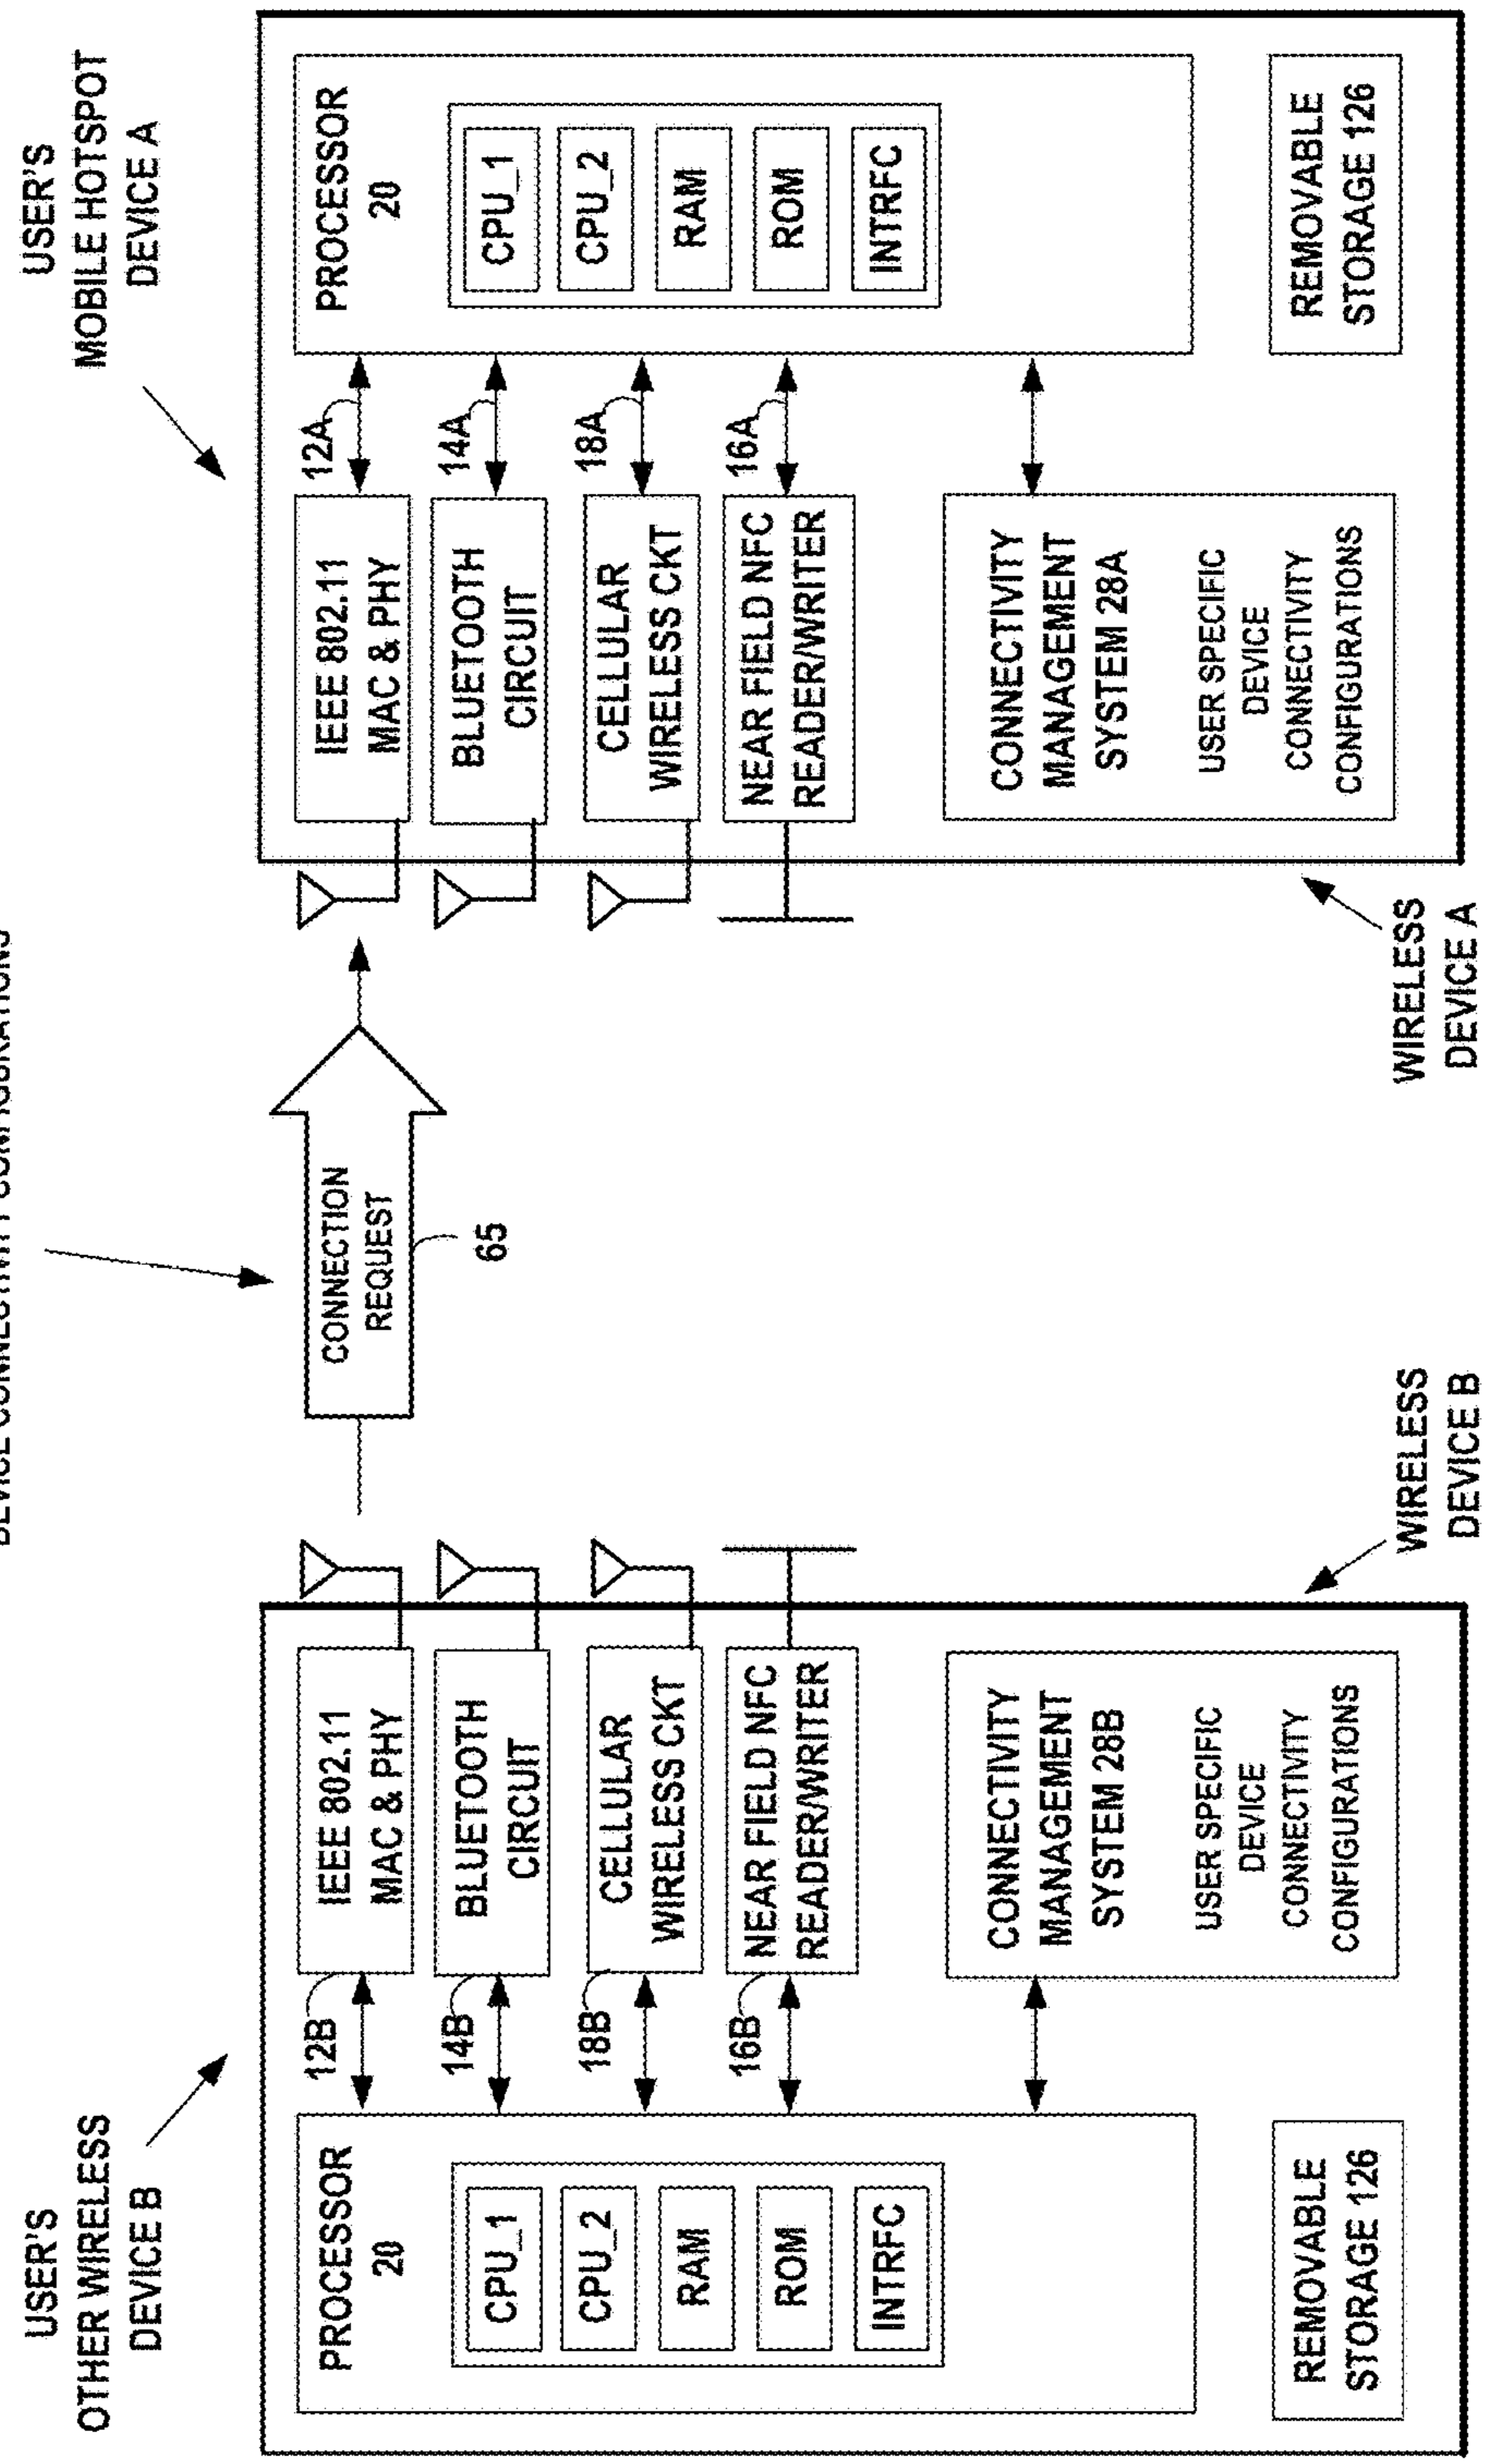 DEVICE CONNECTIVITY CONFIGURATIONS
USER'S
OTHER WIRELESS
DEVICE B
PROCESSOR
20
CPU_1
CPU_2
RAM
ROM
INTRFC
REMOVABLE
STORAGE 126
12B
14B
18B
16B
IEEE 802.11
MAC & PHY
BLUETOOTH
CIRCUIT
CELLULAR
WIRELESS CKT
NEAR FIELD NFC
READER/WRITER
CONNECTIVITY
MANAGEMENT
SYSTEM 28B
USER SPECIFIC
DEVICE
CONNECTIVITY
CONFIGURATIONS
WIRELESS
DEVICE B
CONNECTION
REQUEST
65
USER'S
MOBILE HOTSPOT
DEVICE A
IEEE 802.11
MAC & PHY
BLUETOOTH
CIRCUIT
CELLULAR
WIRELESS CKT
NEAR FIELD NFC
READER/WRITER
CONNECTIVITY
MANAGEMENT
SYSTEM 28A
USER SPECIFIC
DEVICE
CONNECTIVITY
CONFIGURATIONS
12A
14A
18A
16A
PROCESSOR
20
CPU_1
CPU_2
RAM
ROM
INTRFC
REMOVABLE
STORAGE 126
WIRELESS
DEVICE A